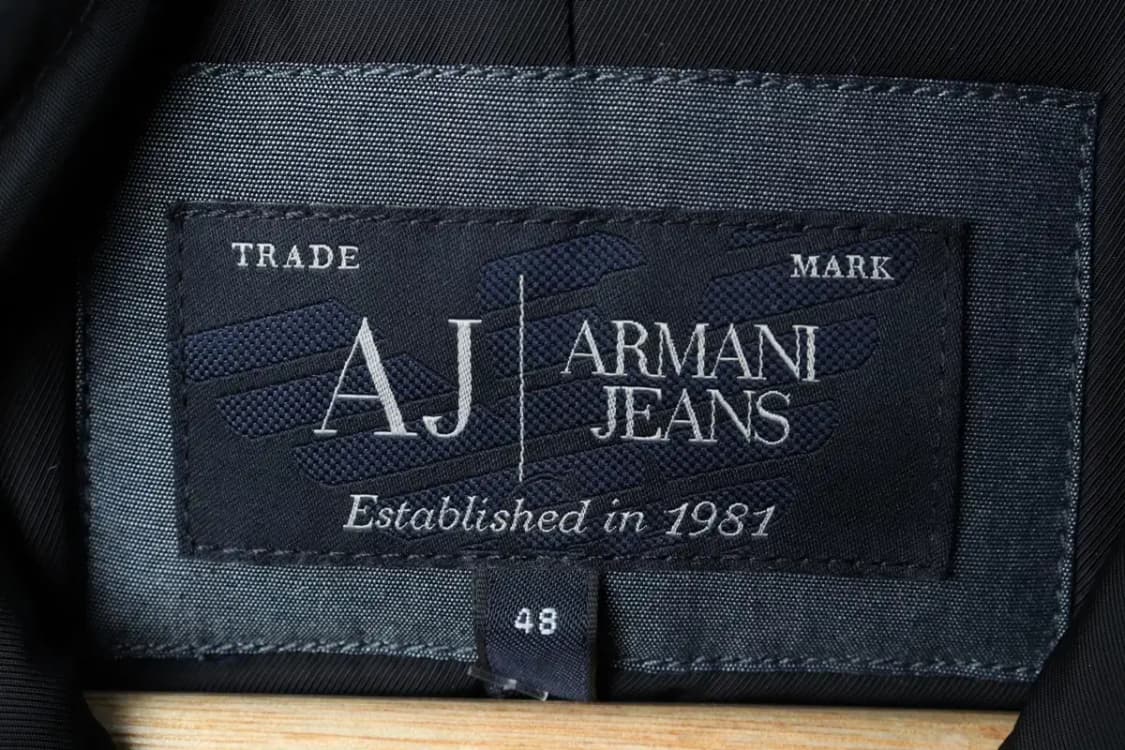 TRADE MARK
AJ ARMANI
JEANS
Established in 1981
48